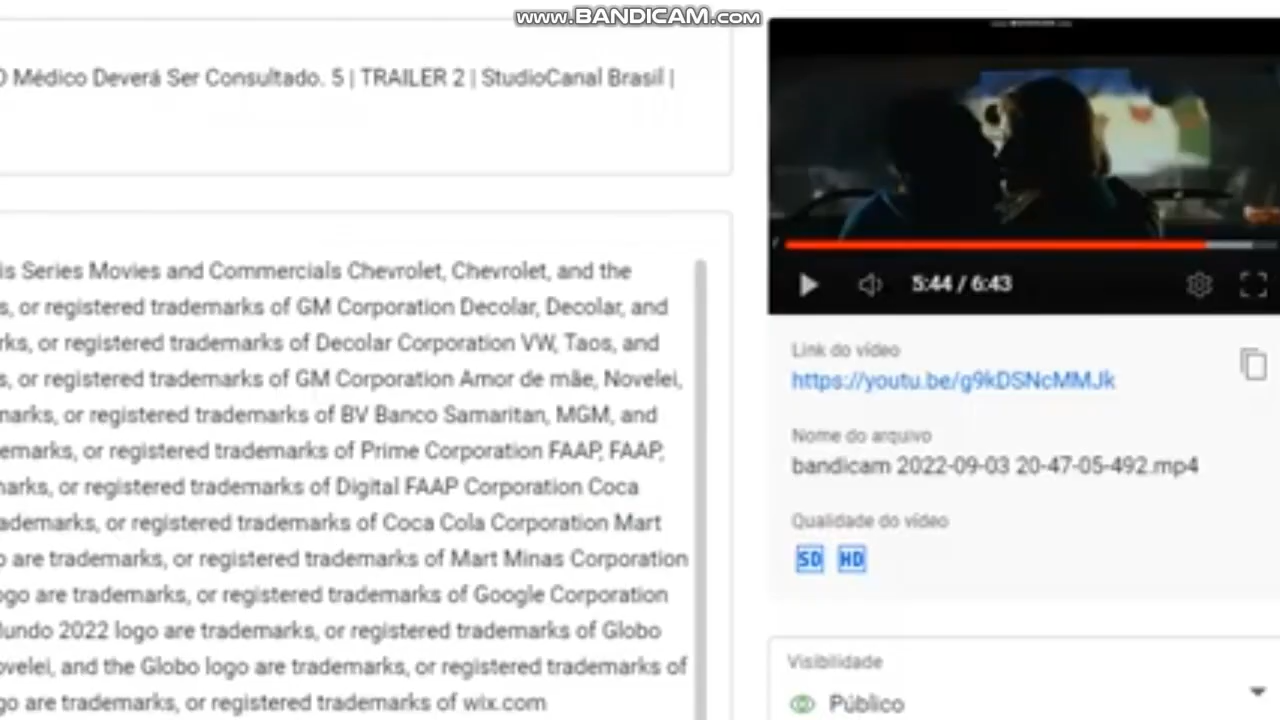 www.BANDICAM.com
O Médico Deverá Ser Consultado. 5 | TRAILER 2 | StudioCanal Brasil |
is Series Movies and Commercials Chevrolet, Chevrolet, and the
s, or registered trademarks of GM Corporation Decolar, Decolar, and
rks, or registered trademarks of Decolar Corporation VW, Taos, and
s, or registered trademarks of GM Corporation Amor de mãe, Novelei,
marks, or registered trademarks of BV Banco Samaritan, MGM, and
emarks, or registered trademarks of Prime Corporation FAAP, FAAP,
marks, or registered trademarks of Digital FAAP Corporation Coca
ademarks, or registered trademarks of Coca Cola Corporation Mart
o are trademarks, or registered trademarks of Mart Minas Corporation
ogo are trademarks, or registered trademarks of Google Corporation
Mundo 2022 logo are trademarks, or registered trademarks of Globo
ovelei, and the Globo logo are trademarks, or registered trademarks of
go are trademarks, or registered trademarks of wix.com
5:44 / 6:43
Link do vídeo
https://youtu.be/g9kDSNcMMJk
Nome do arquivo
bandicam 2022-09-03 20-47-05-492.mp4
Qualidade do vídeo
SD HD
Visibilidade
Público